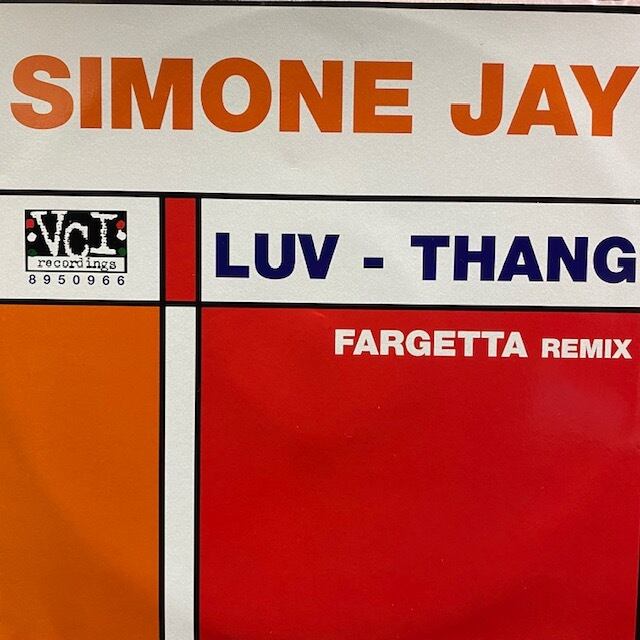 SIMONE JAY
VCI
recordings
8950966
LUV - THANG
FARGETTA REMIX